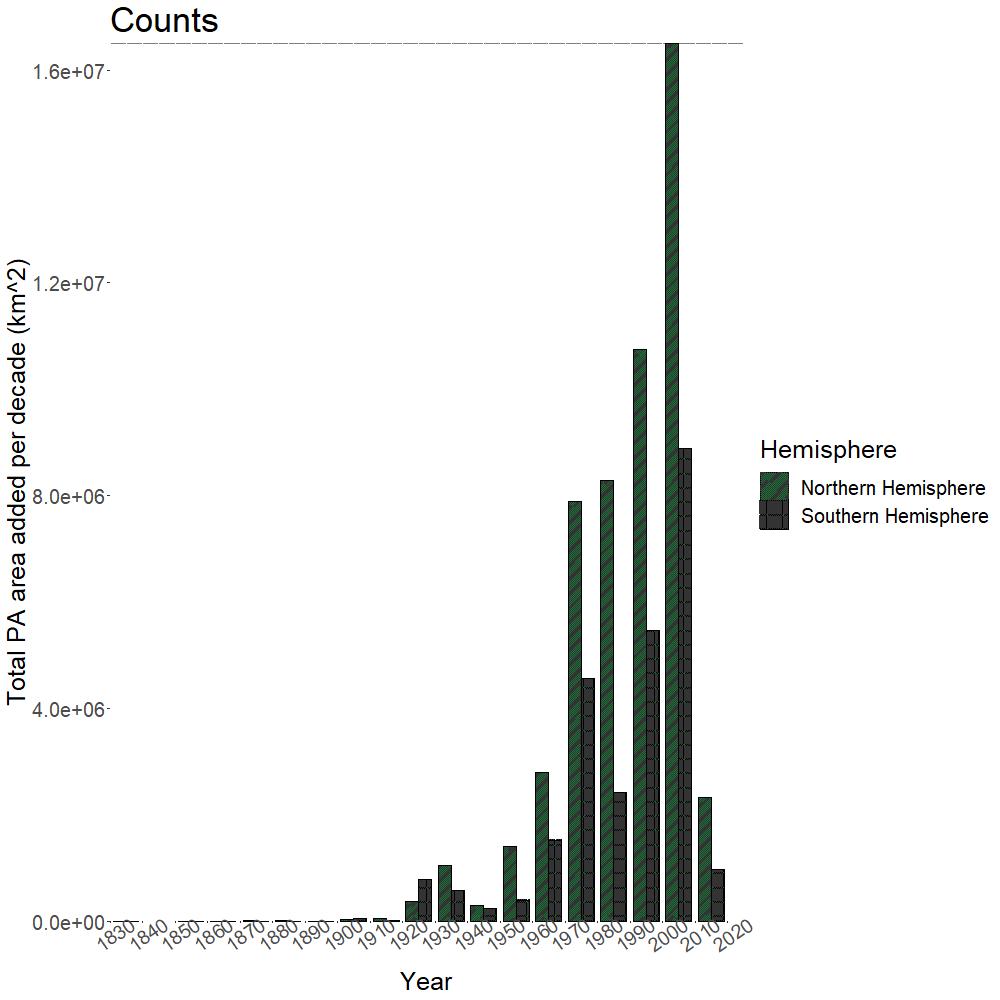 Counts
Total PA area added per decade (km^2)
1.6e+07
1.2e+07
8.0e+06
4.0e+06
0.0e+00
1830 1840 1850 1860 1870 1880 1890 1900 1910 1920 1930 1940 1950 1960 1970 1980 1990 2000 2010 2020
Year
Hemisphere
Northern Hemisphere
Southern Hemisphere